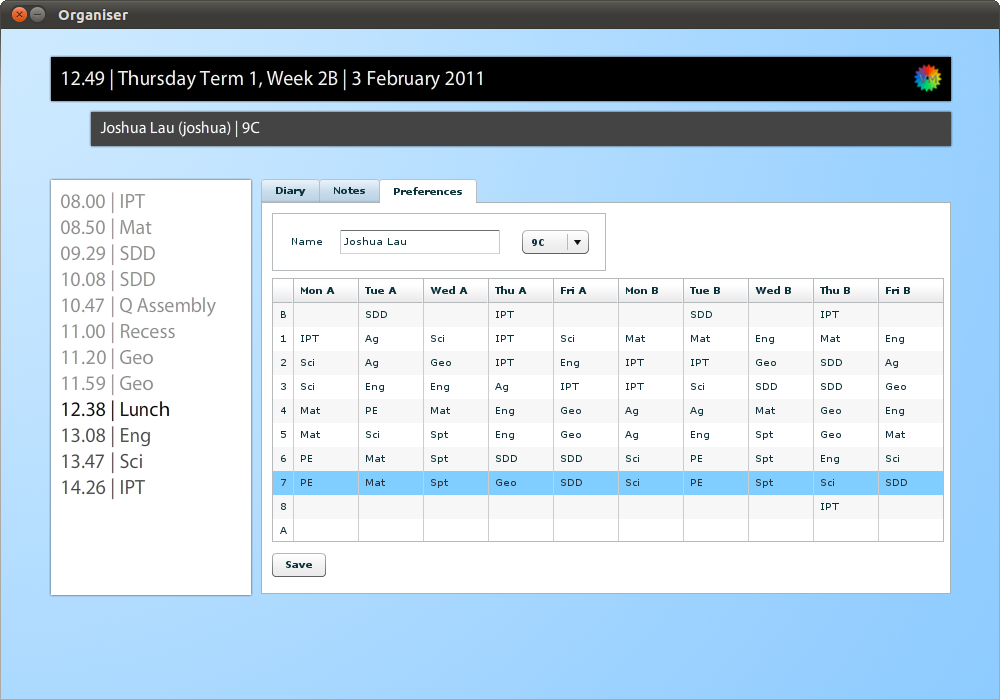 Organiser
12.49 | Thursday Term 1, Week 2B | 3 February 2011
Joshua Lau (joshua) | 9C
08.00 | IPT
08.50 | Mat
09.29 | SDD
10.08 | SDD
10.47 | Q Assembly
11.00 | Recess
11.20 | Geo
11.59 | Geo
12.38 | Lunch
13.08 | Eng
13.47 | Sci
14.26 | IPT
Diary Notes Preferences
Name Joshua Lau 9C
Mon A Tue A Wed A Thu A Fri A Mon B Tue B Wed B Thu B Fri B
B SDD IPT SDD IPT
1 IPT Ag Sci IPT Sci Mat Mat Eng Mat Eng
2 Sci Ag Geo IPT Eng IPT IPT Geo SDD Ag
3 Sci Eng Eng Ag IPT IPT Sci SDD SDD Geo
4 Mat PE Mat Eng Geo Ag Ag Mat Geo Eng
5 Mat Sci Spt Eng Geo Ag Eng Spt Geo Mat
6 PE Mat Spt SDD SDD Sci PE Spt Eng Sci
7 PE Mat Spt Geo SDD Sci PE Spt Sci SDD
8 IPT
A
Save